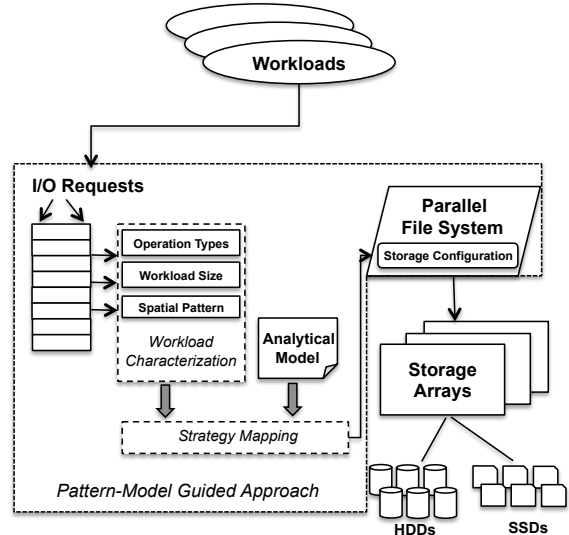 Workloads
I/O Requests
Operation Types
Workload Size
Spatial Pattern
Workload
Characterization
Analytical
Model
Strategy Mapping
Pattern-Model Guided Approach
Parallel
File System
Storage Configuration
Storage
Arrays
HDDs
SSDs